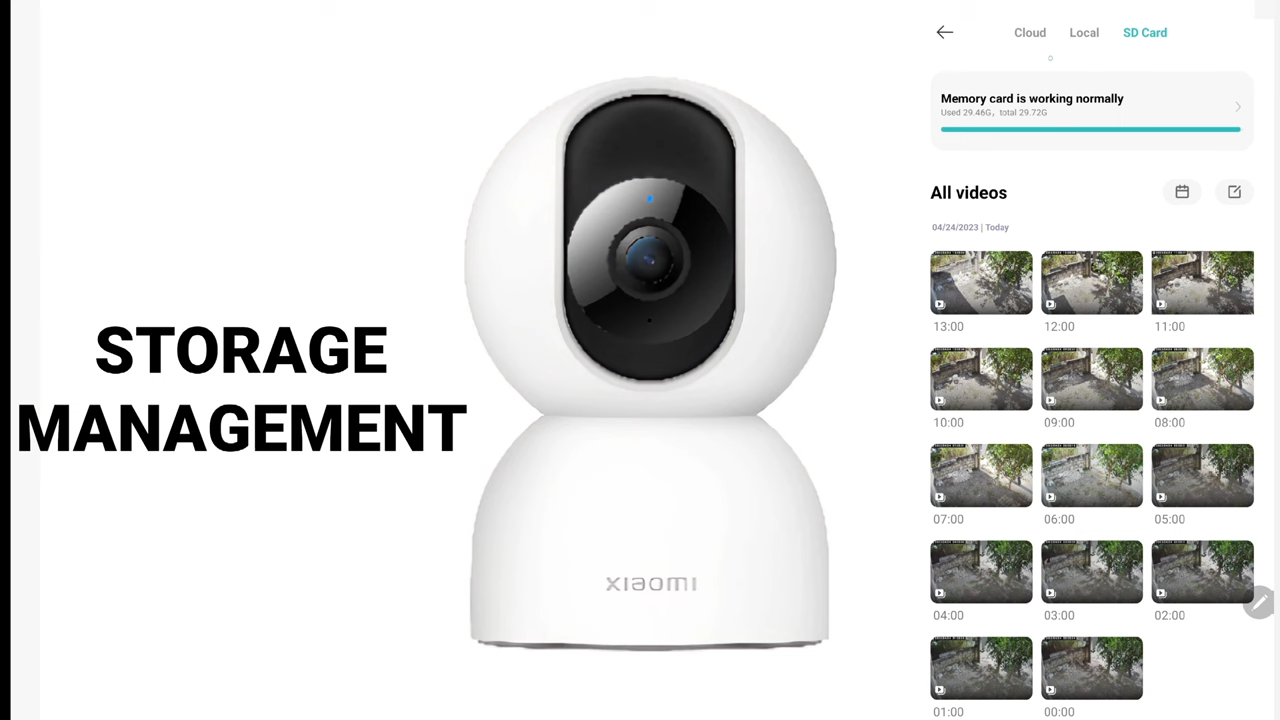 STORAGE
MANAGEMENT
xiaomi
Cloud Local SD Card
Memory card is working normally
Used 29.46G, total 29.72G
All videos
04/24/2023 | Today
13:00 12:00 11:00
10:00 09:00 08:00
07:00 06:00 05:00
04:00 03:00 02:00
01:00 00:00